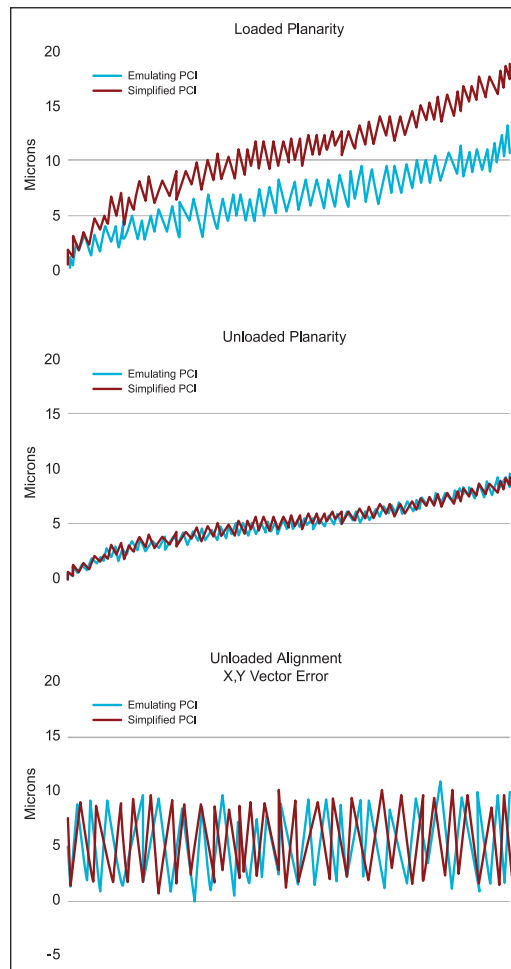 Loaded Planarity
20
Emulating PCI
Simplified PCI
15
Microns
10
5
0
Unloaded Planarity
20
Emulating PCI
Simplified PCI
15
Microns
10
5
0
Unloaded Alignment
X,Y Vector Error
20
Emulating PCI
Simplified PCI
15
Microns
10
5
0
-5